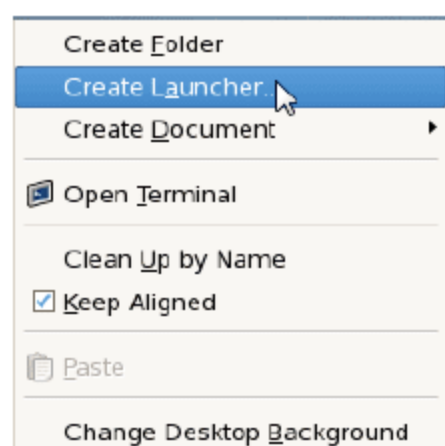 Create Folder
Create Launcher..
Create Document
Open Terminal
Clean Up by Name
Keep Aligned
Paste
Change Desktop Background